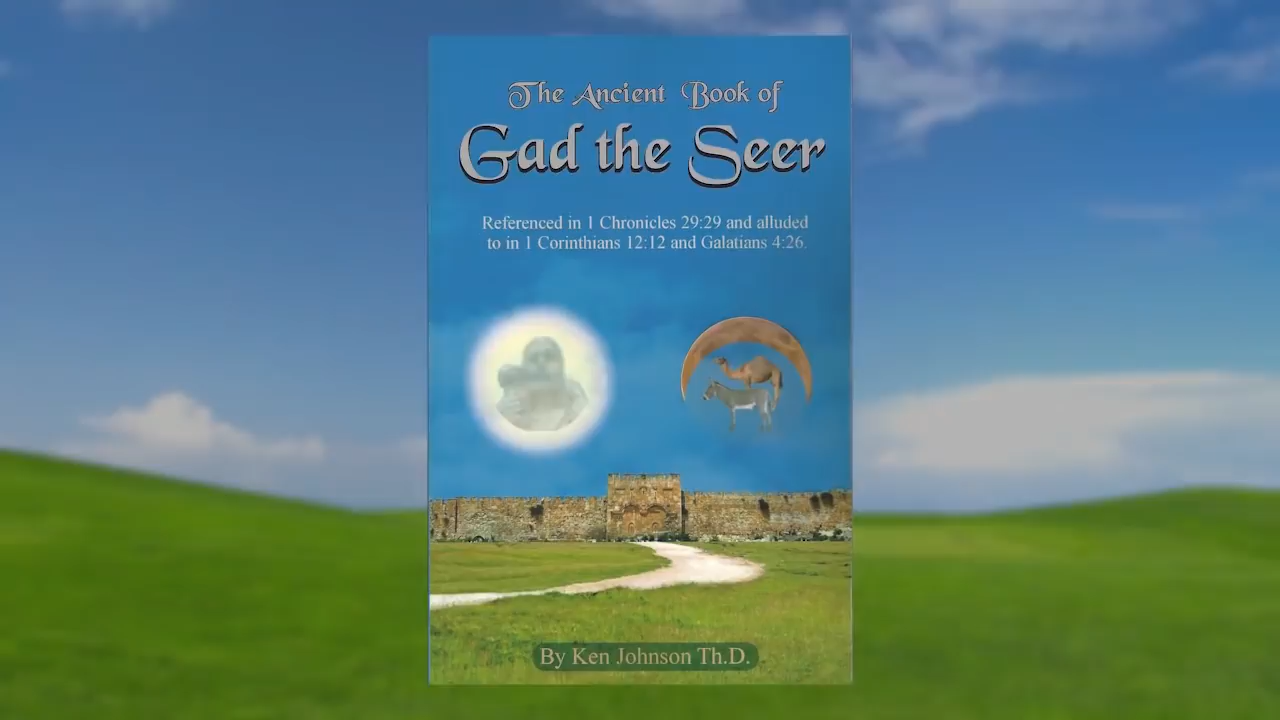 The Ancient Book of
Gad the Seer
Referenced in 1 Chronicles 29:29 and alluded
to in 1 Corinthians 12:12 and Galatians 4:26.
By Ken Johnson Th.D.